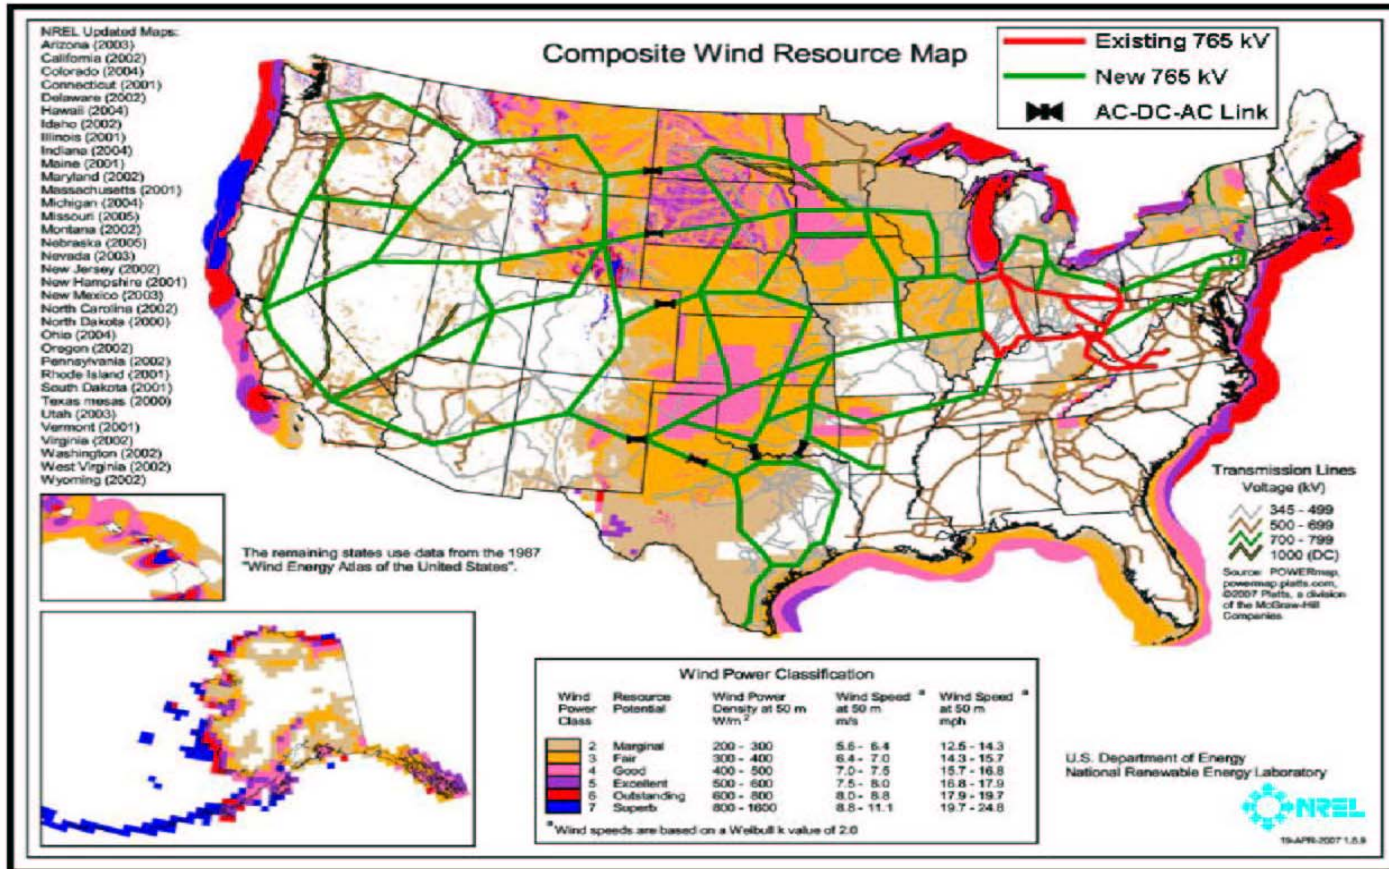 Composite Wind Resource Map
Existing 765 kV
New 765 kV
AC-DC-AC Link
NREL Updated Maps:
Arizona (2003)
California (2002)
Colorado (2004)
Connecticut (2001)
Delaware (2002)
Hawaii (2004)
Idaho (2002)
Illinois (2001)
Indiana (2004)
Maine (2001)
Maryland (2002)
Massachusetts (2001)
Michigan (2004)
Missouri (2005)
Montana (2002)
Nebraska (2005)
Nevada (2003)
New Jersey (2002)
New Hampshire (2001)
New Mexico (2003)
North Carolina (2002)
North Dakota (2000)
Ohio (2004)
Oregon (2002)
Pennsylvania (2002)
Rhode Island (2001)
South Dakota (2001)
Texas mesas (2000)
Utah (2003)
Vermont (2001)
Virginia (2002)
Washington (2002)
West Virginia (2002)
Wyoming (2002)
The remaining states use data from the 1987
"Wind Energy Atlas of the United States".
Transmission Lines
Voltage (kV)
345 - 499
500 - 699
700 - 799
1000 (DC)
Source: POWERmap,
powermap.platts.com,
©2007 Platts, a division
of the McGraw-Hill
Companies
Wind Power Classification
Wind Power Class Resource Potential Wind Power Density at 50 m W/m2 Wind Speed a at 50 m m/s Wind Speed a at 50 m mph
2 Marginal 200 - 300 5.6 - 6.4 12.5 - 14.3
3 Fair 300 - 400 6.4 - 7.0 14.3 - 15.7
4 Good 400 - 500 7.0 - 7.5 15.7 - 16.8
5 Excellent 500 - 600 7.5 - 8.0 16.8 - 17.9
6 Outstanding 600 - 800 8.0 - 8.8 17.9 - 19.7
7 Superb 800 - 1600 8.8 - 11.1 19.7 - 24.8
a Wind speeds are based on a Weibull k value of 2.0
U.S. Department of Energy
National Renewable Energy Laboratory
NREL
19-APR-2007 1.8.9